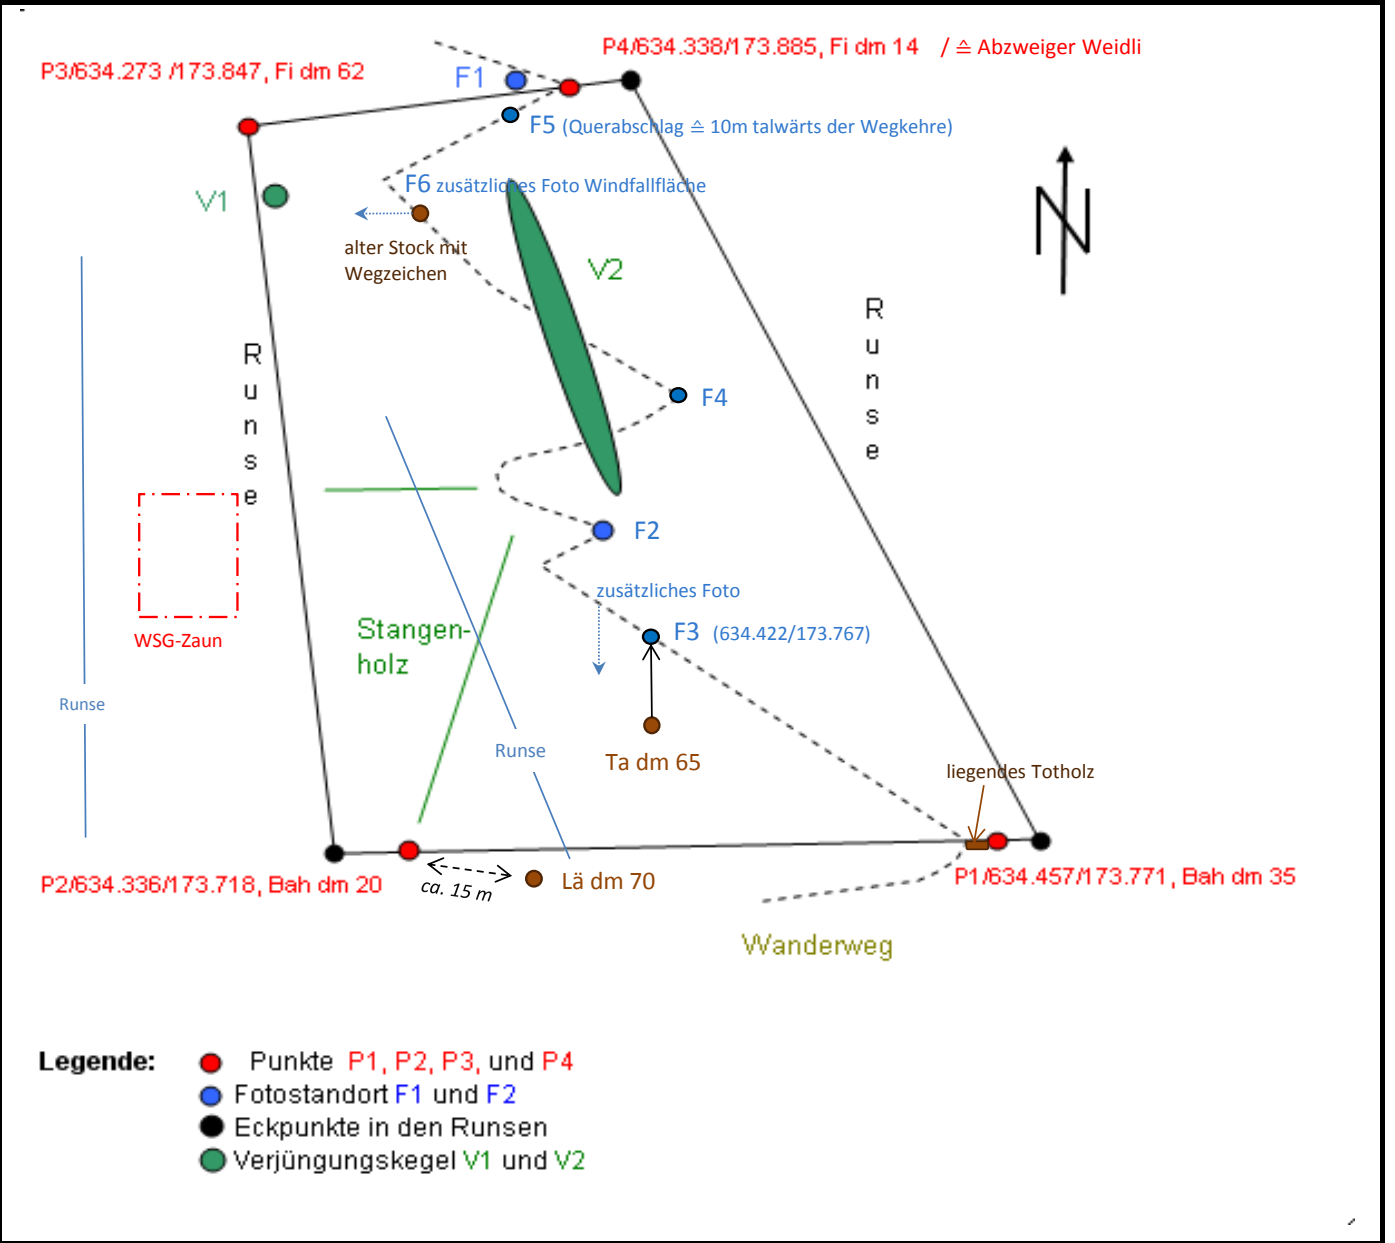 P4/634.338/173.885, Fi dm 14 / ≙ Abzweiger Weidli
P3/634.273 /173.847, Fi dm 62
F1
F5 (Querabschlag ≙ 10m talwärts der Wegkehre)
F6 zusätzliches Foto Windfallfläche
V1
alter Stock mit
Wegzeichen
V2
N
Runse
Runse
F4
F2
zusätzliches Foto
WSG-Zaun
Stangen-
holz
F3 (634.422/173.767)
Runse
Runse
Ta dm 65
liegendes Totholz
P2/634.336/173.718, Bah dm 20
ca. 15 m
Lä dm 70
P1/634.457/173.771, Bah dm 35
Wanderweg
Legende:
Punkte P1, P2, P3, und P4
Fotostandort F1 und F2
Eckpunkte in den Runsen
Verjüngungskegel V1 und V2